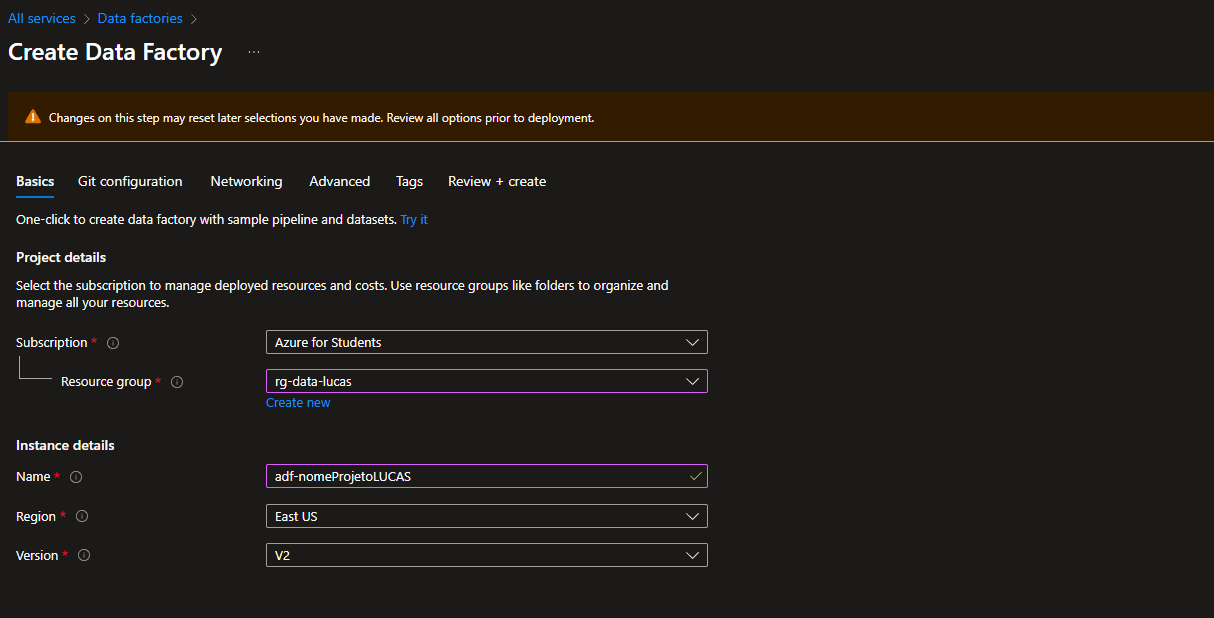 All services > Data factories >
Create Data Factory ...
Changes on this step may reset later selections you have made. Review all options prior to deployment.
Basics Git configuration Networking Advanced Tags Review + create
One-click to create data factory with sample pipeline and datasets. Try it
Project details
Select the subscription to manage deployed resources and costs. Use resource groups like folders to organize and
manage all your resources.
Subscription * Azure for Students
Resource group * rg-data-lucas
Create new
Instance details
Name * adf-nomeProjetoLUCAS
Region * East US
Version * V2